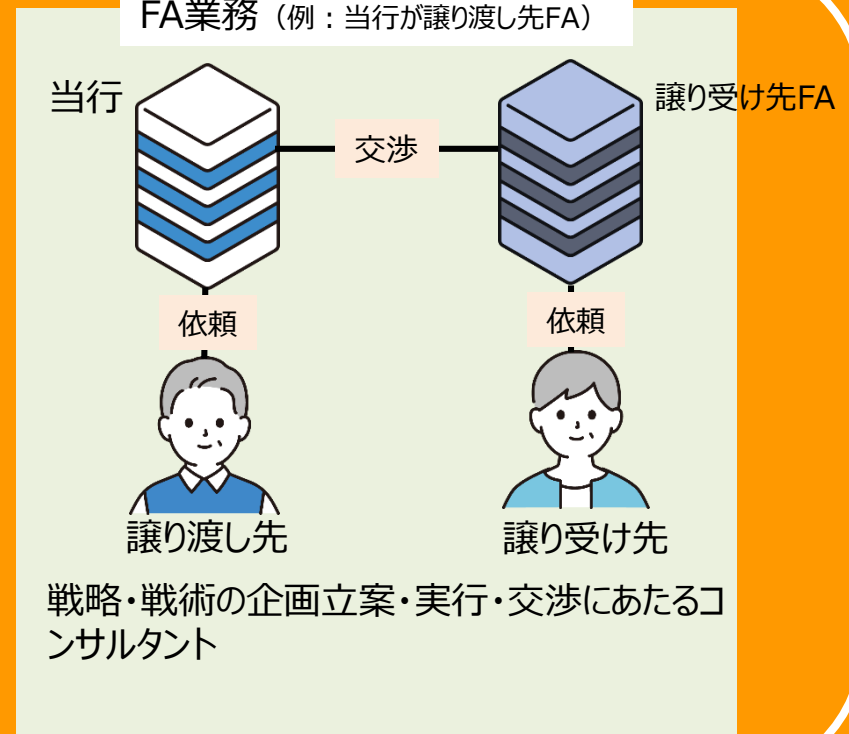 FA業務（例：当行が譲り渡し先FA）
当行
譲り受け先FA
交渉
依頼
依頼
譲り渡し先
譲り受け先
戦略・戦術の企画立案・実行・交渉にあたるコ
ンサルタント